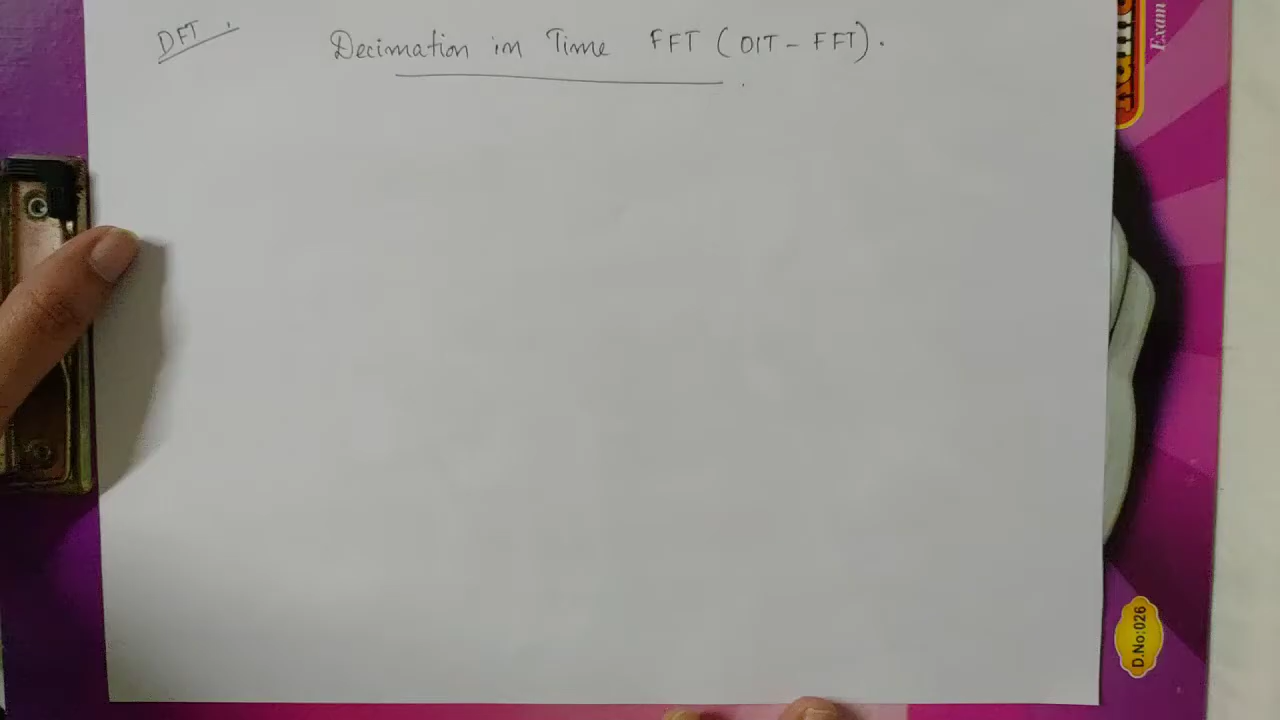 DFT.
Decimation in Time FFT (DIT - FFT).
Exam
D.No:026